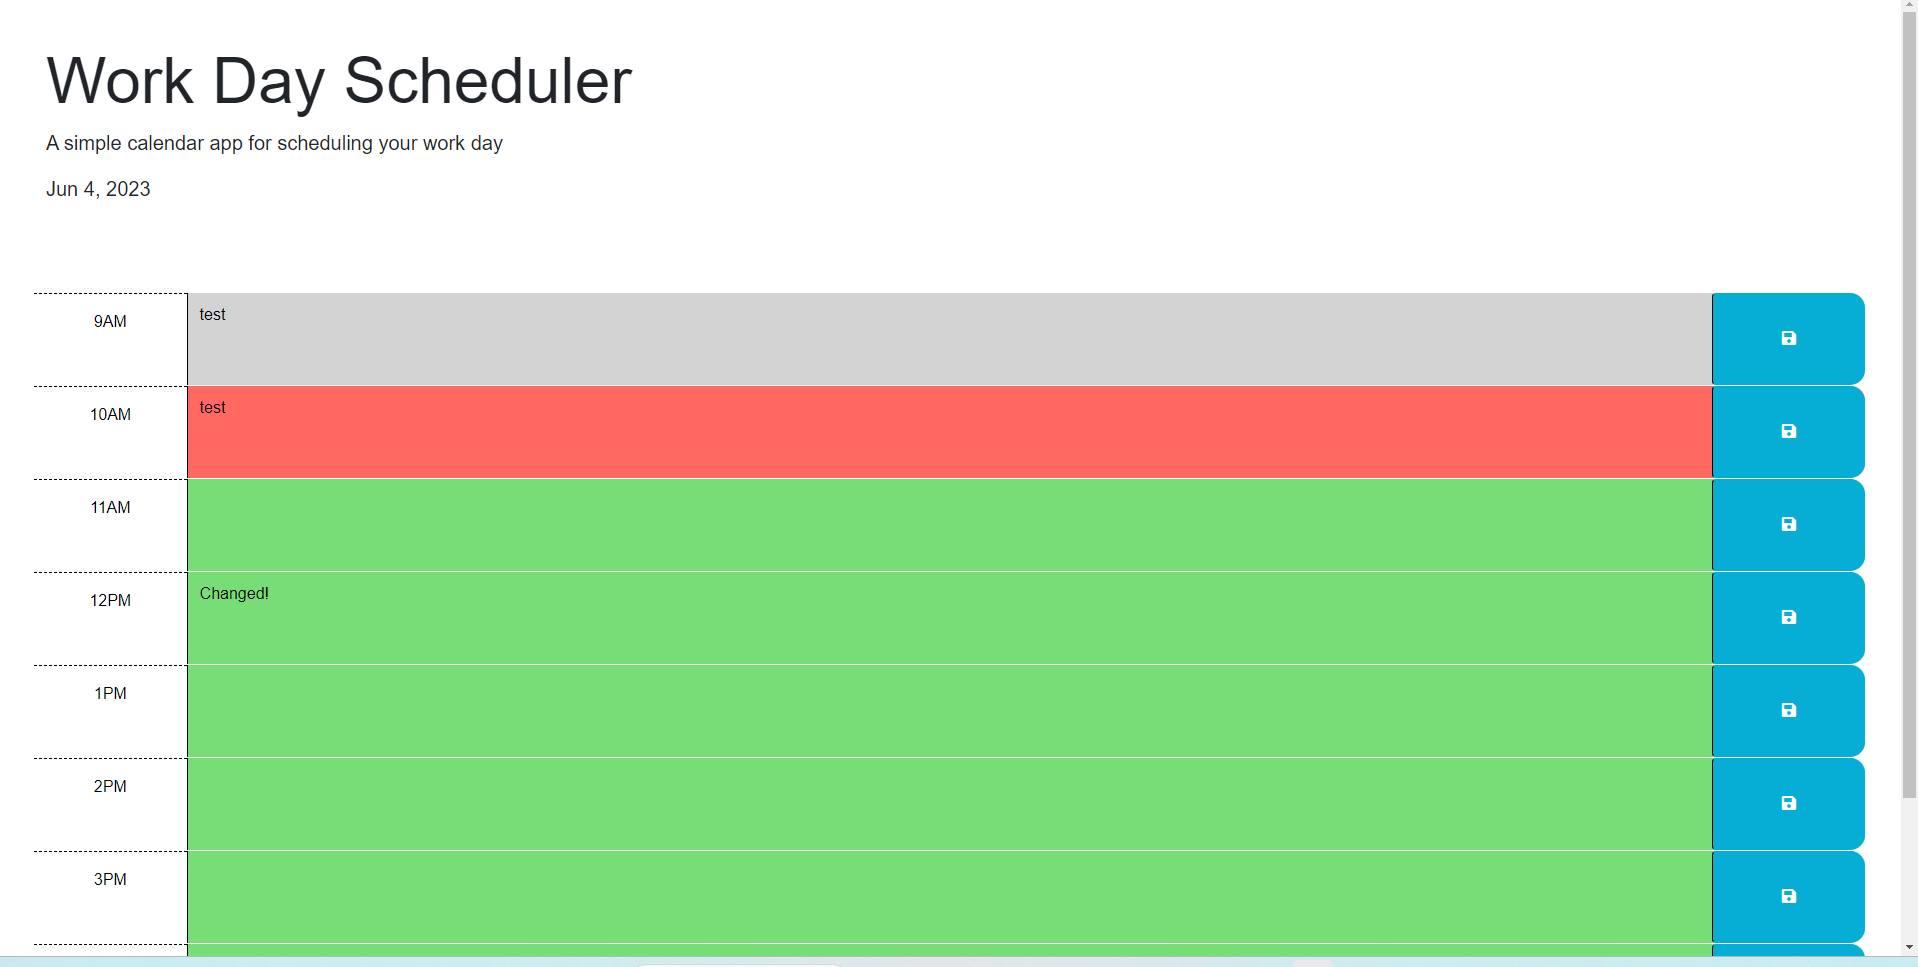 Work Day Scheduler
A simple calendar app for scheduling your work day
Jun 4, 2023
9AM
test
10AM
test
11AM
12PM
Changed!
1PM
2PM
3PM